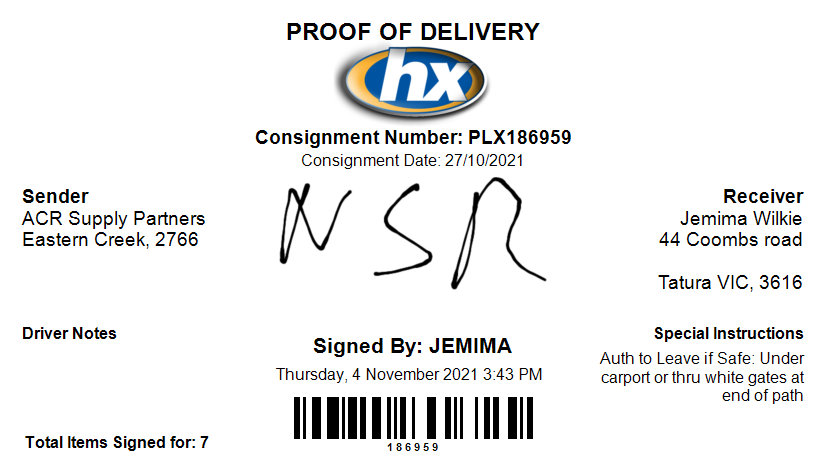 PROOF OF DELIVERY
hx
Consignment Number: PLX186959
Consignment Date: 27/10/2021
Sender
ACR Supply Partners
Eastern Creek, 2766
NSR
Receiver
Jemima Wilkie
44 Coombs road
Tatura VIC, 3616
Driver Notes
Signed By: JEMIMA
Thursday, 4 November 2021 3:43 PM
Special Instructions
Auth to Leave if Safe: Under
carport or thru white gates at
end of path
186959
Total Items Signed for: 7